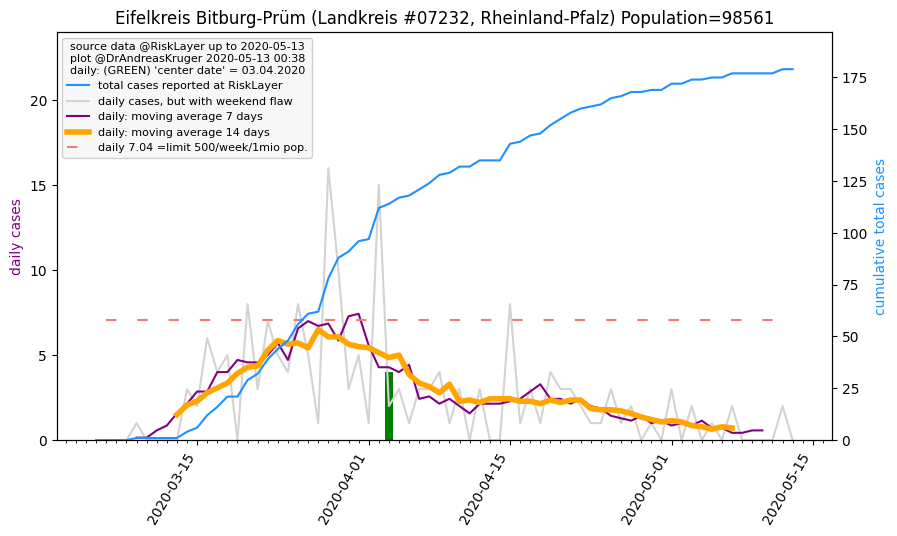 Eifelkreis Bitburg-Prüm (Landkreis #07232, Rheinland-Pfalz) Population=98561
source data @RiskLayer up to 2020-05-13
plot @DrAndreasKruger 2020-05-13 00:38
daily: (GREEN) 'center date' = 03.04.2020
total cases reported at RiskLayer
daily cases, but with weekend flaw
daily: moving average 7 days
daily: moving average 14 days
daily 7.04 =limit 500/week/1mio pop.
daily cases
20
15
10
5
0
cumulative total cases
175
150
125
100
75
50
25
0
2020-03-15
2020-04-01
2020-04-15
2020-05-01
2020-05-15